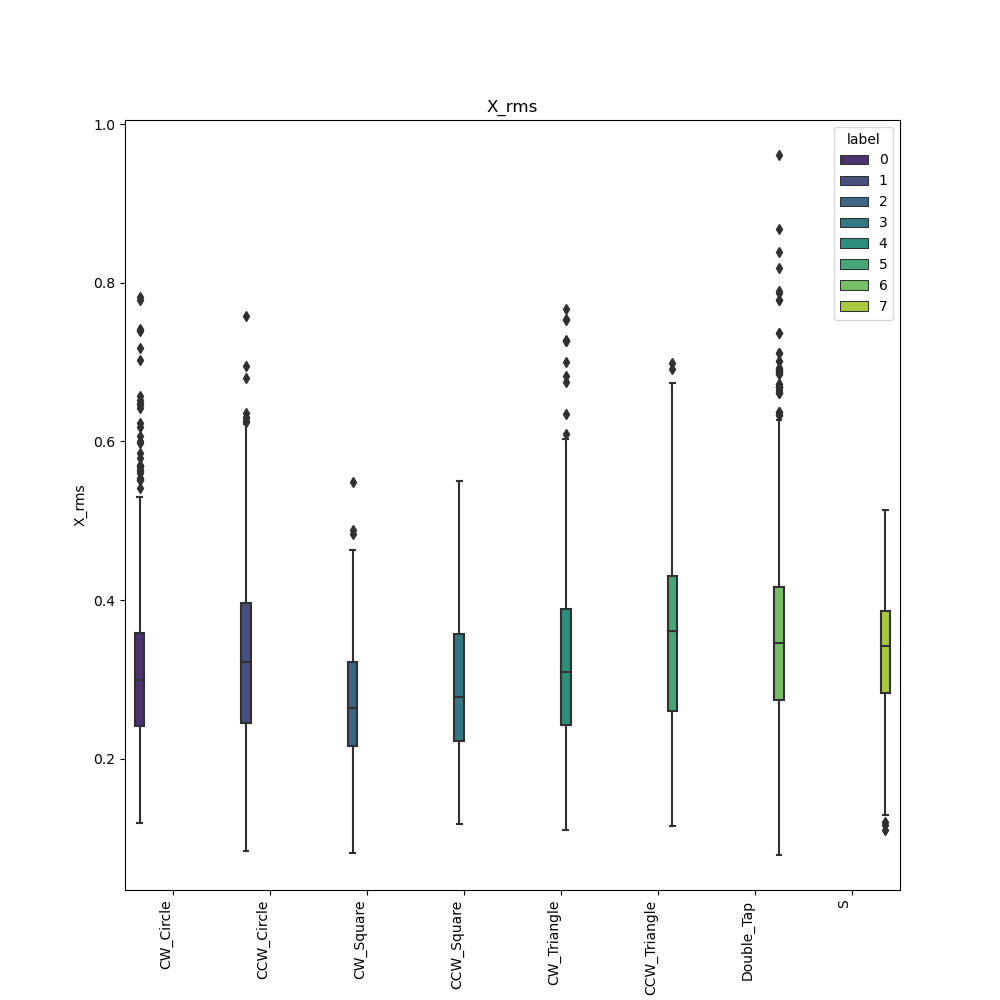 X_rms
1.0
0.8
0.6
0.4
0.2
X_rms
label
0
1
2
3
4
5
6
7
CW_Circle
CCW_Circle
CW_Square
CCW_Square
CW_Triangle
CCW_Triangle
Double_Tap
S